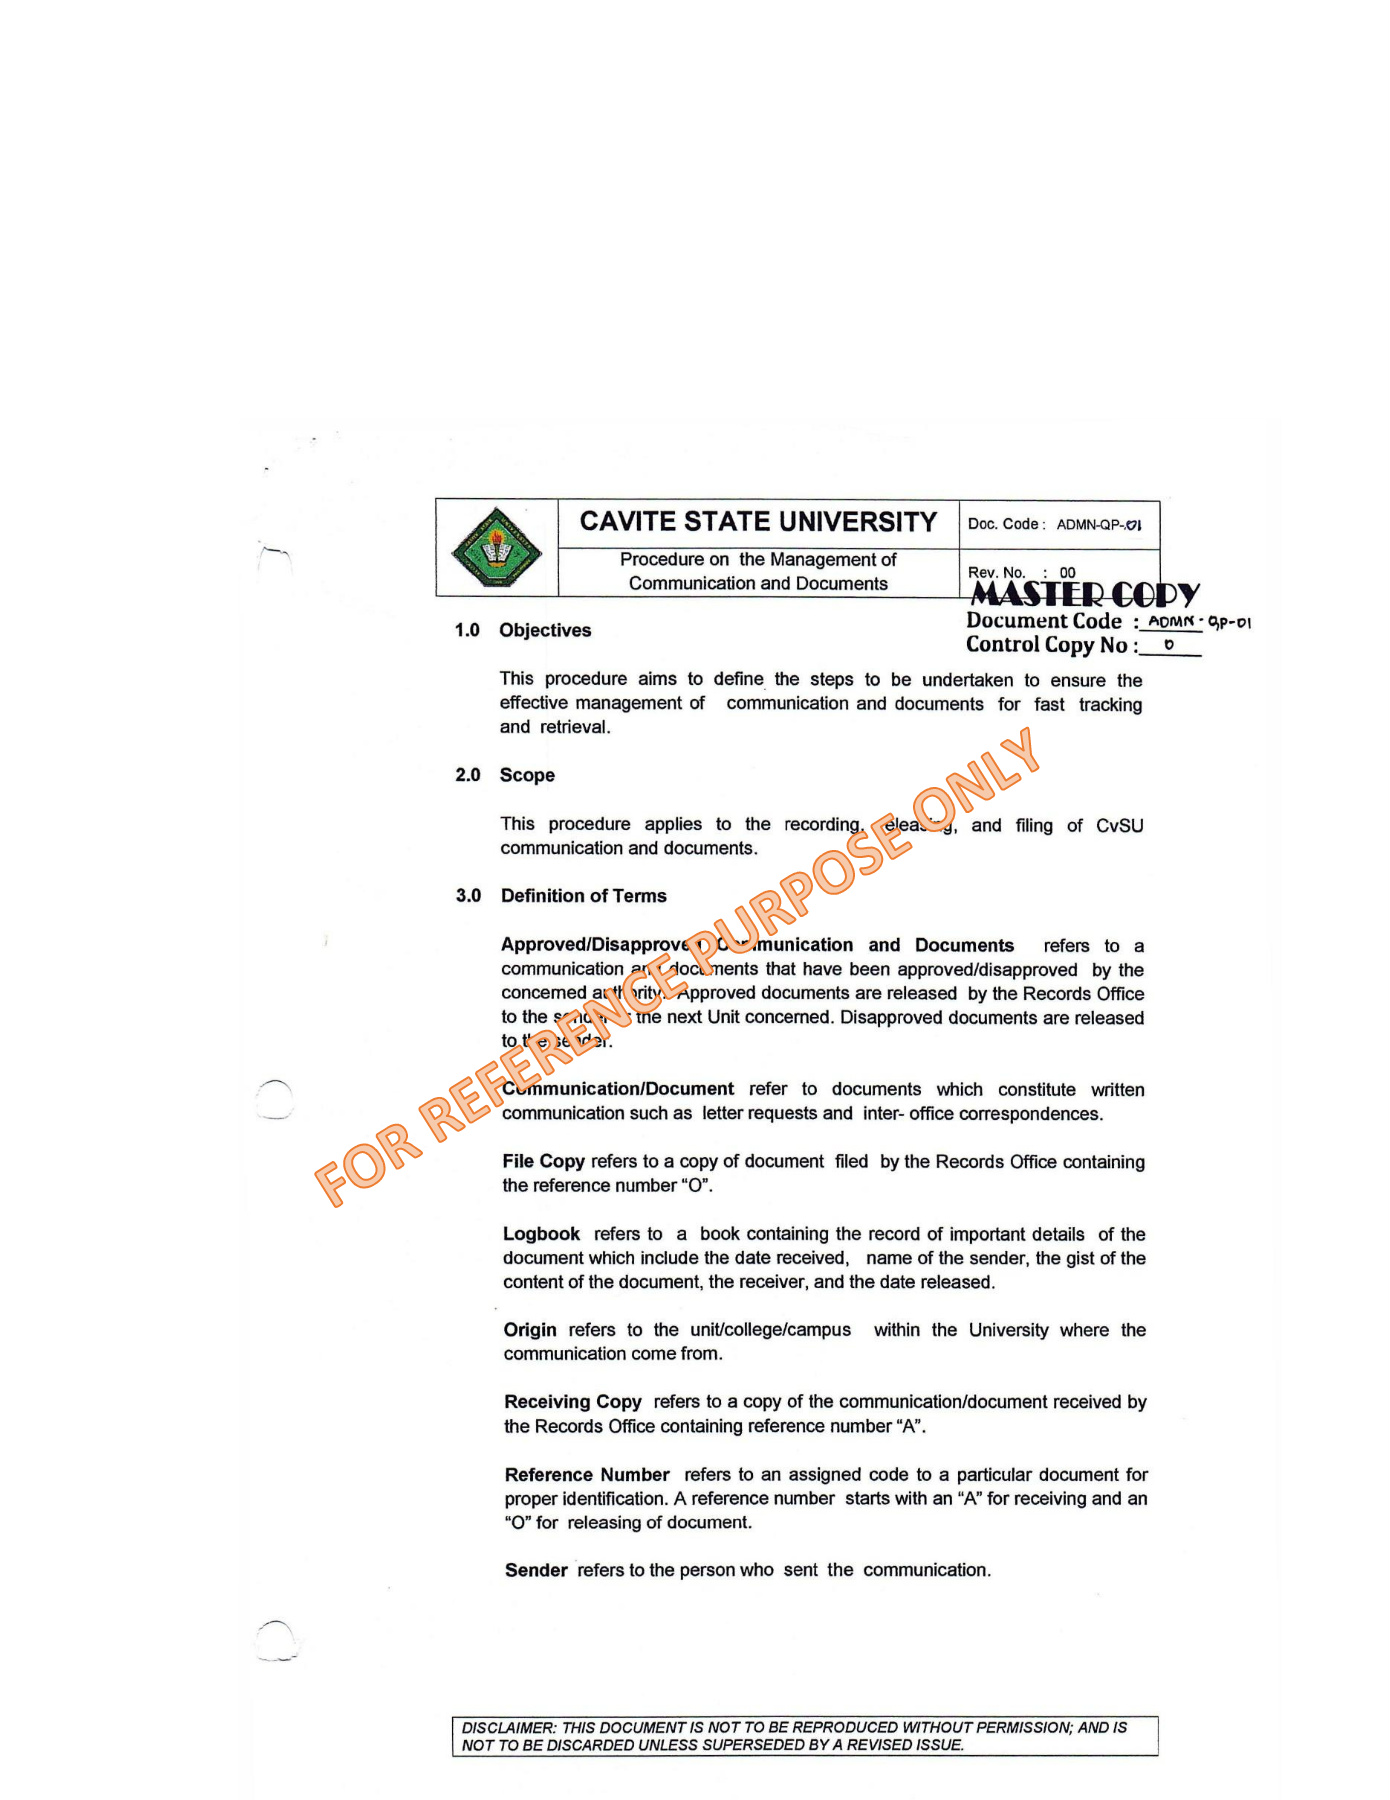 CAVITE STATE UNIVERSITY
Procedure on the Management of
Communication and Documents
Doc. Code : ADMN-QP-01
Rev. No. : 00
MASTER COPY
Document Code : ADMN-QP-01
Control Copy No : 0
1.0 Objectives
This procedure aims to define the steps to be undertaken to ensure the
effective management of communication and documents for fast tracking
and retrieval.
2.0 Scope
This procedure applies to the recording, releasing, and filing of CvSU
communication and documents.
3.0 Definition of Terms
Approved/Disapproved Communication and Documents refers to a
communication and documents that have been approved/disapproved by the
concerned authority. Approved documents are released by the Records Office
to the sender or the next Unit concerned. Disapproved documents are released
to the sender.
Communication/Document refer to documents which constitute written
communication such as letter requests and inter- office correspondences.
File Copy refers to a copy of document filed by the Records Office containing
the reference number “O”.
Logbook refers to a book containing the record of important details of the
document which include the date received, name of the sender, the gist of the
content of the document, the receiver, and the date released.
Origin refers to the unit/college/campus within the University where the
communication come from.
Receiving Copy refers to a copy of the communication/document received by
the Records Office containing reference number “A”.
Reference Number refers to an assigned code to a particular document for
proper identification. A reference number starts with an “A” for receiving and an
“O” for releasing of document.
Sender refers to the person who sent the communication.
FOR REFERENCE PURPOSE ONLY
DISCLAIMER: THIS DOCUMENT IS NOT TO BE REPRODUCED WITHOUT PERMISSION; AND IS
NOT TO BE DISCARDED UNLESS SUPERSEDED BY A REVISED ISSUE.